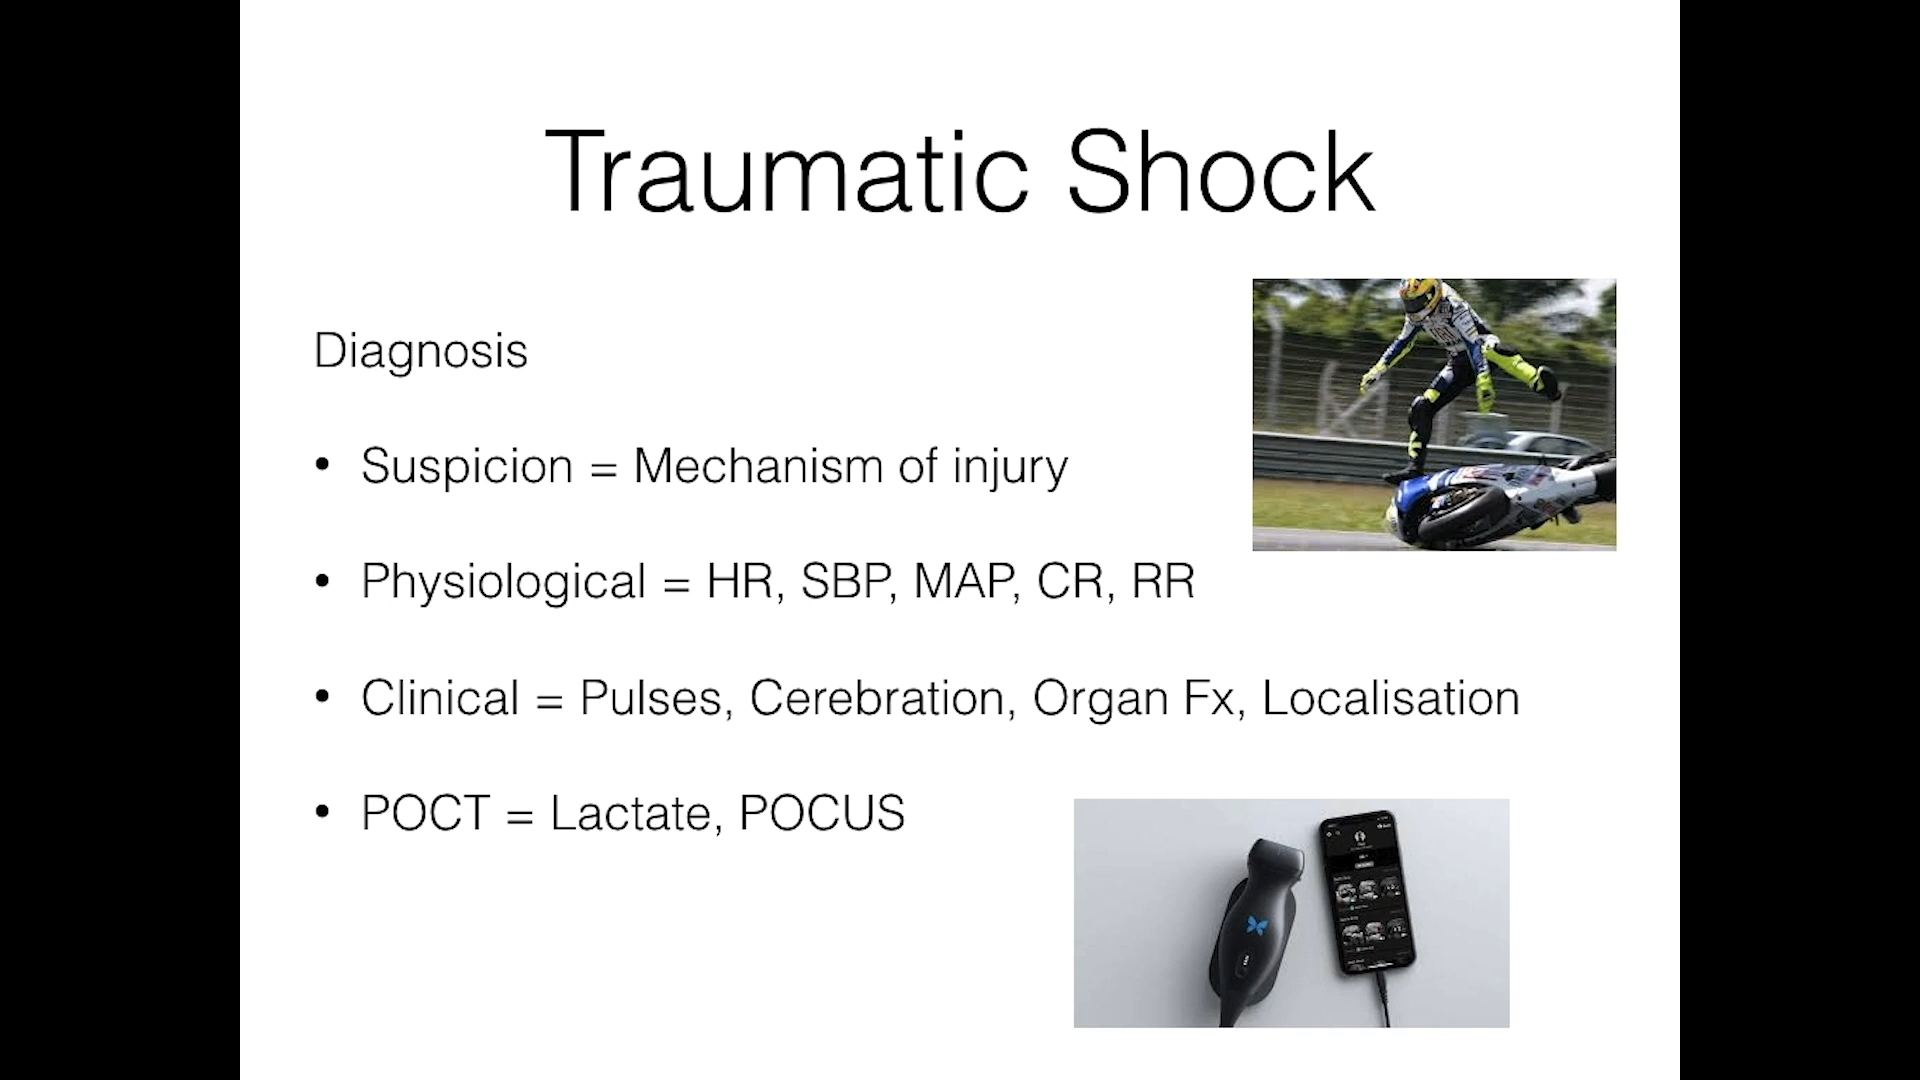 Traumatic Shock
Diagnosis
• Suspicion = Mechanism of injury
• Physiological = HR, SBP, MAP, CR, RR
• Clinical = Pulses, Cerebration, Organ Fx, Localisation
• POCT = Lactate, POCUS